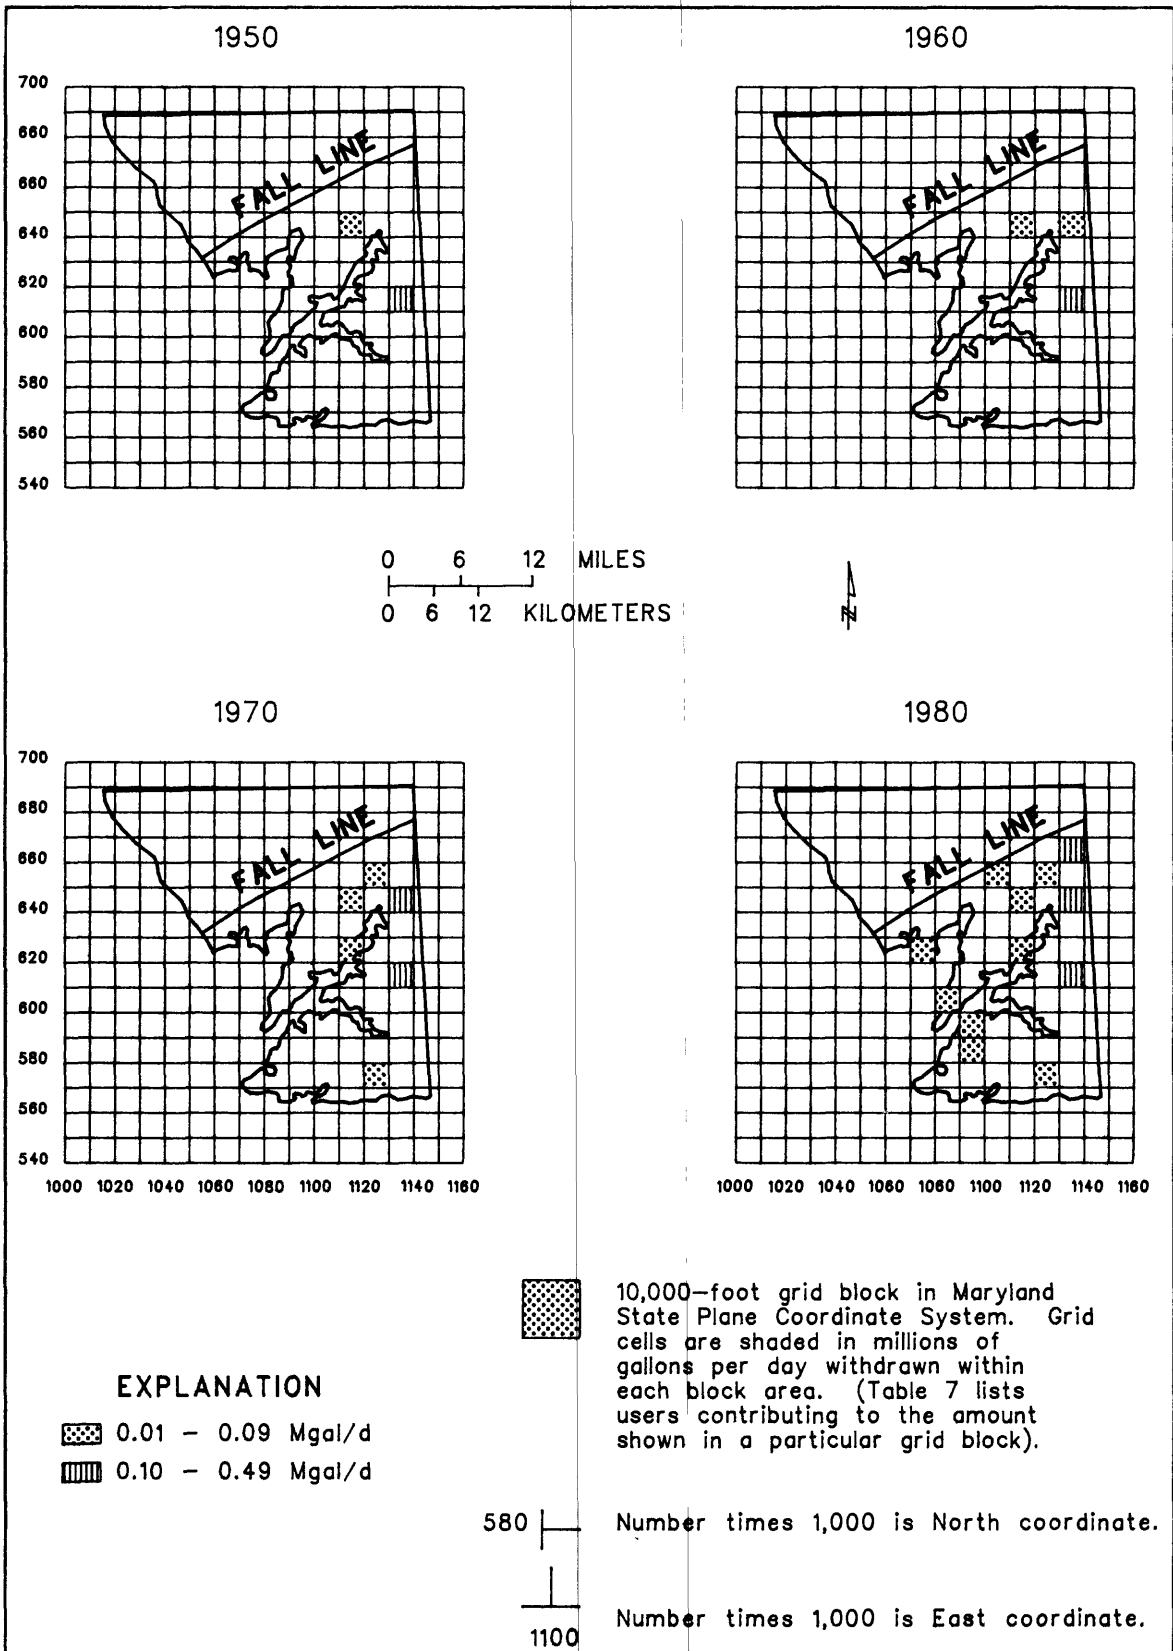 1950
1960
700
660
660
640
620
600
580
560
540
FALL LINE
FALL LINE
0 6 12 MILES
0 6 12 KILOMETERS
N
1970
1980
700
680
660
640
620
600
580
560
540
FALL LINE
FALL LINE
1000 1020 1040 1060 1080 1100 1120 1140 1160
1000 1020 1040 1060 1060 1100 1120 1140 1160
10,000-foot grid block in Maryland
State Plane Coordinate System. Grid
cells are shaded in millions of
gallons per day withdrawn within
each block area. (Table 7 lists
users contributing to the amount
shown in a particular grid block).
EXPLANATION
0.01 - 0.09 Mgal/d
0.10 - 0.49 Mgal/d
580
Number times 1,000 is North coordinate.
1100
Number times 1,000 is East coordinate.